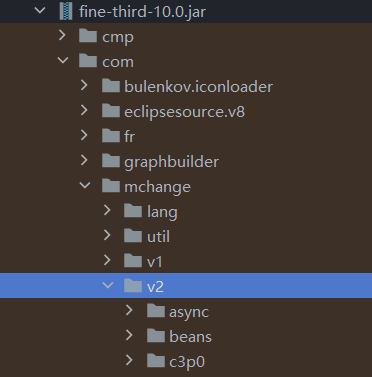 fine-third-10.0.jar
cmp
com
bulenkov.iconloader
eclipsesource.v8
fr
graphbuilder
mchange
lang
util
v1
v2
async
beans
c3p0